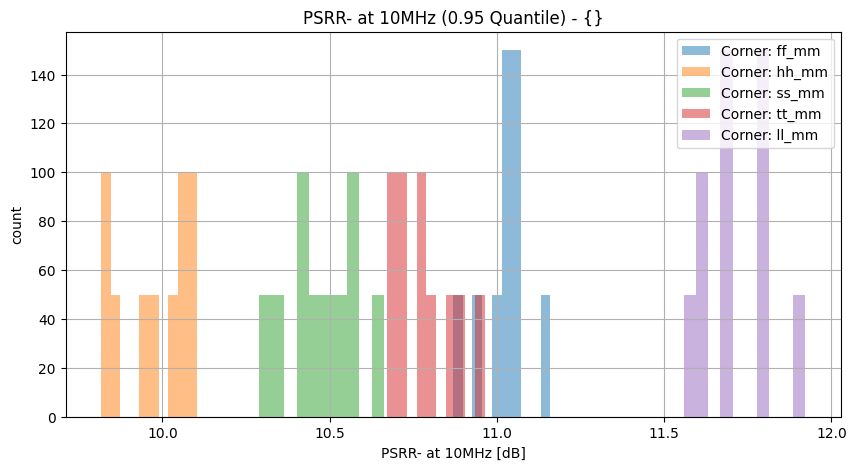 PSRR- at 10MHz (0.95 Quantile) - {}
Corner: ff_mm
Corner: hh_mm
Corner: ss_mm
Corner: tt_mm
Corner: ll_mm
140
120
100
80
60
40
20
0
count
10.0 10.5 11.0 11.5 12.0
PSRR- at 10MHz [dB]